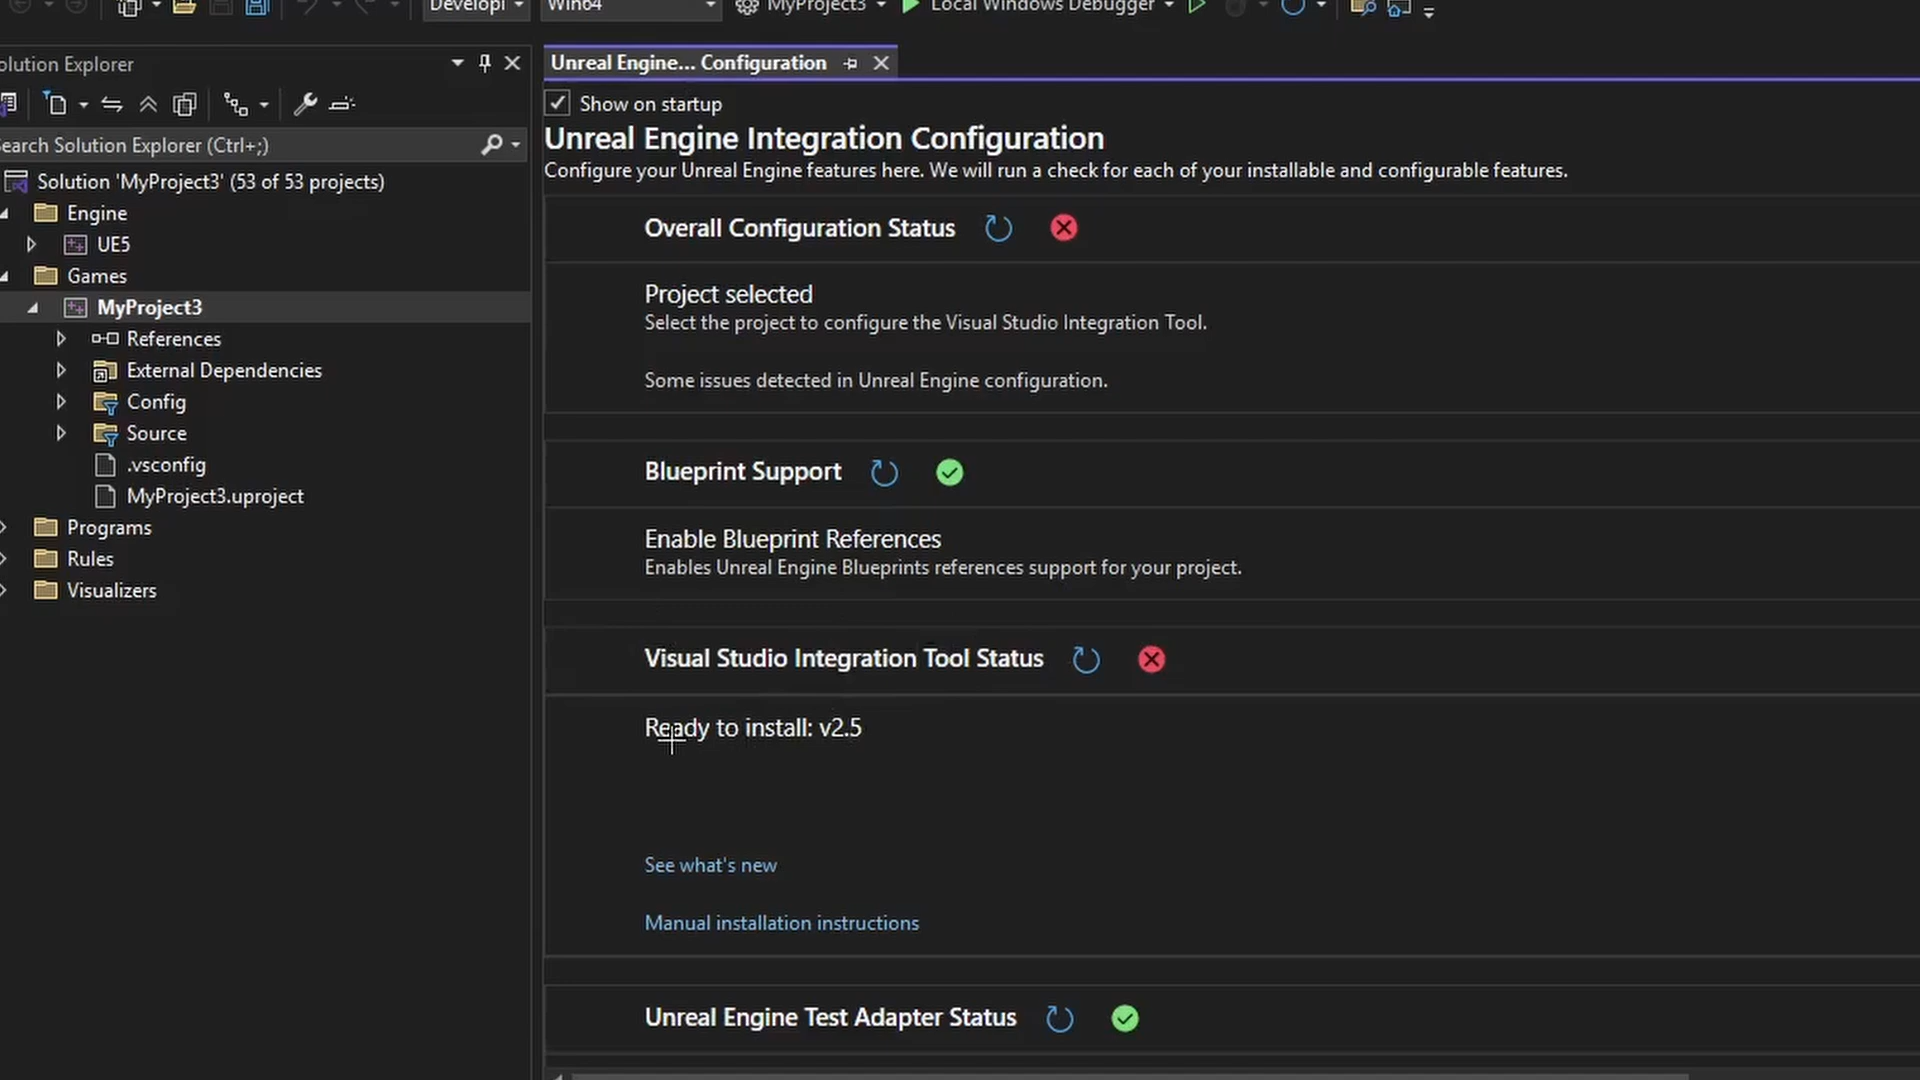 Win64
MyProject3
Local Windows Debugger
Solution Explorer
Unreal Engine... Configuration
Show on startup
Search Solution Explorer (Ctrl+;)
Unreal Engine Integration Configuration
Configure your Unreal Engine features here. We will run a check for each of your installable and configurable features.
Solution 'MyProject3' (53 of 53 projects)
Engine
UE5
Games
MyProject3
References
External Dependencies
Config
Source
.vsconfig
MyProject3.uproject
Programs
Rules
Visualizers
Overall Configuration Status
Project selected
Select the project to configure the Visual Studio Integration Tool.
Some issues detected in Unreal Engine configuration.
Blueprint Support
Enable Blueprint References
Enables Unreal Engine Blueprints references support for your project.
Visual Studio Integration Tool Status
Ready to install: v2.5
See what's new
Manual installation instructions
Unreal Engine Test Adapter Status